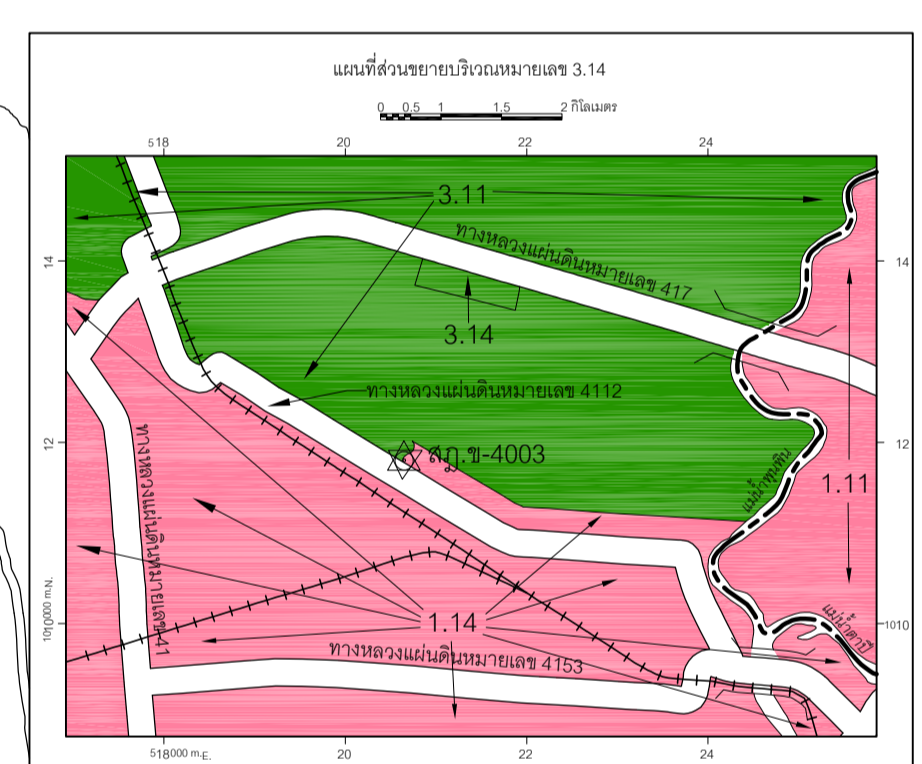 แผนที่ส่วนขยายบริเวณหมายเลข 3.14
0 0.5 1 1.5 2 กิโลเมตร
518 20 22 24
3.11
ทางหลวงแผ่นดินหมายเลข 417
14 14
3.14
ทางหลวงแผ่นดินหมายเลข 4112
12 12
สฎ.ข-4003
แม่น้ำพุนพิน
1.11
ทางหลวงแผ่นดินหมายเลข 41
1010000 m.N. 1010
1.14
แม่น้ำตาปี
ทางหลวงแผ่นดินหมายเลข 4153
518000 m.E. 20 22 24